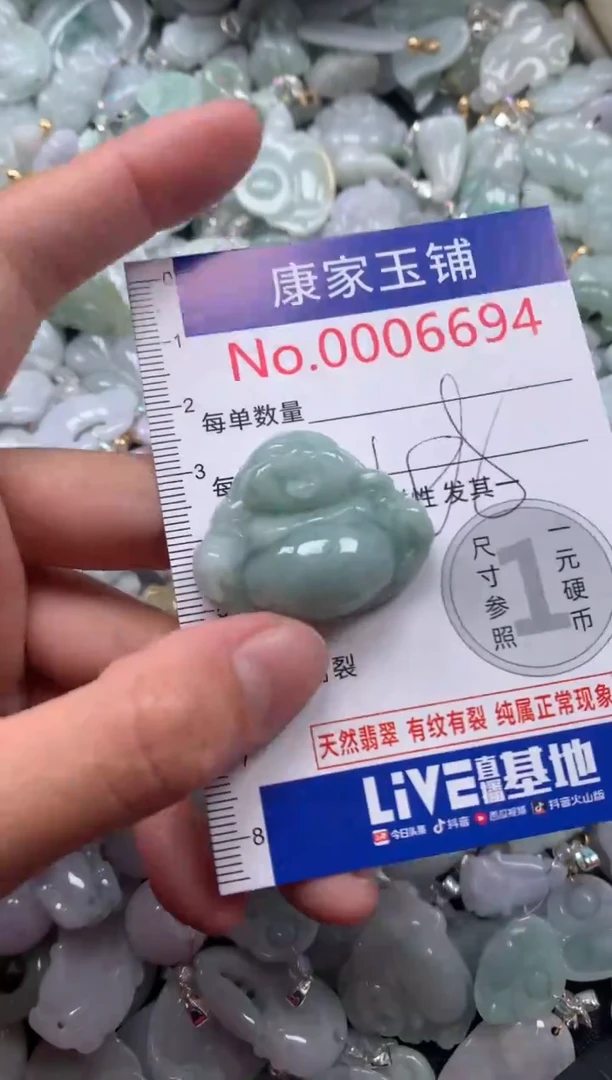 康家玉铺
No.0006694
0
1
2
每单数量
3
每
性 发其一
尺寸参照
1
一元硬币
裂
天然翡翠 有纹有裂 纯属正常现象
LiVE直播基地
今日头条 抖音 西瓜视频 抖音火山版
8